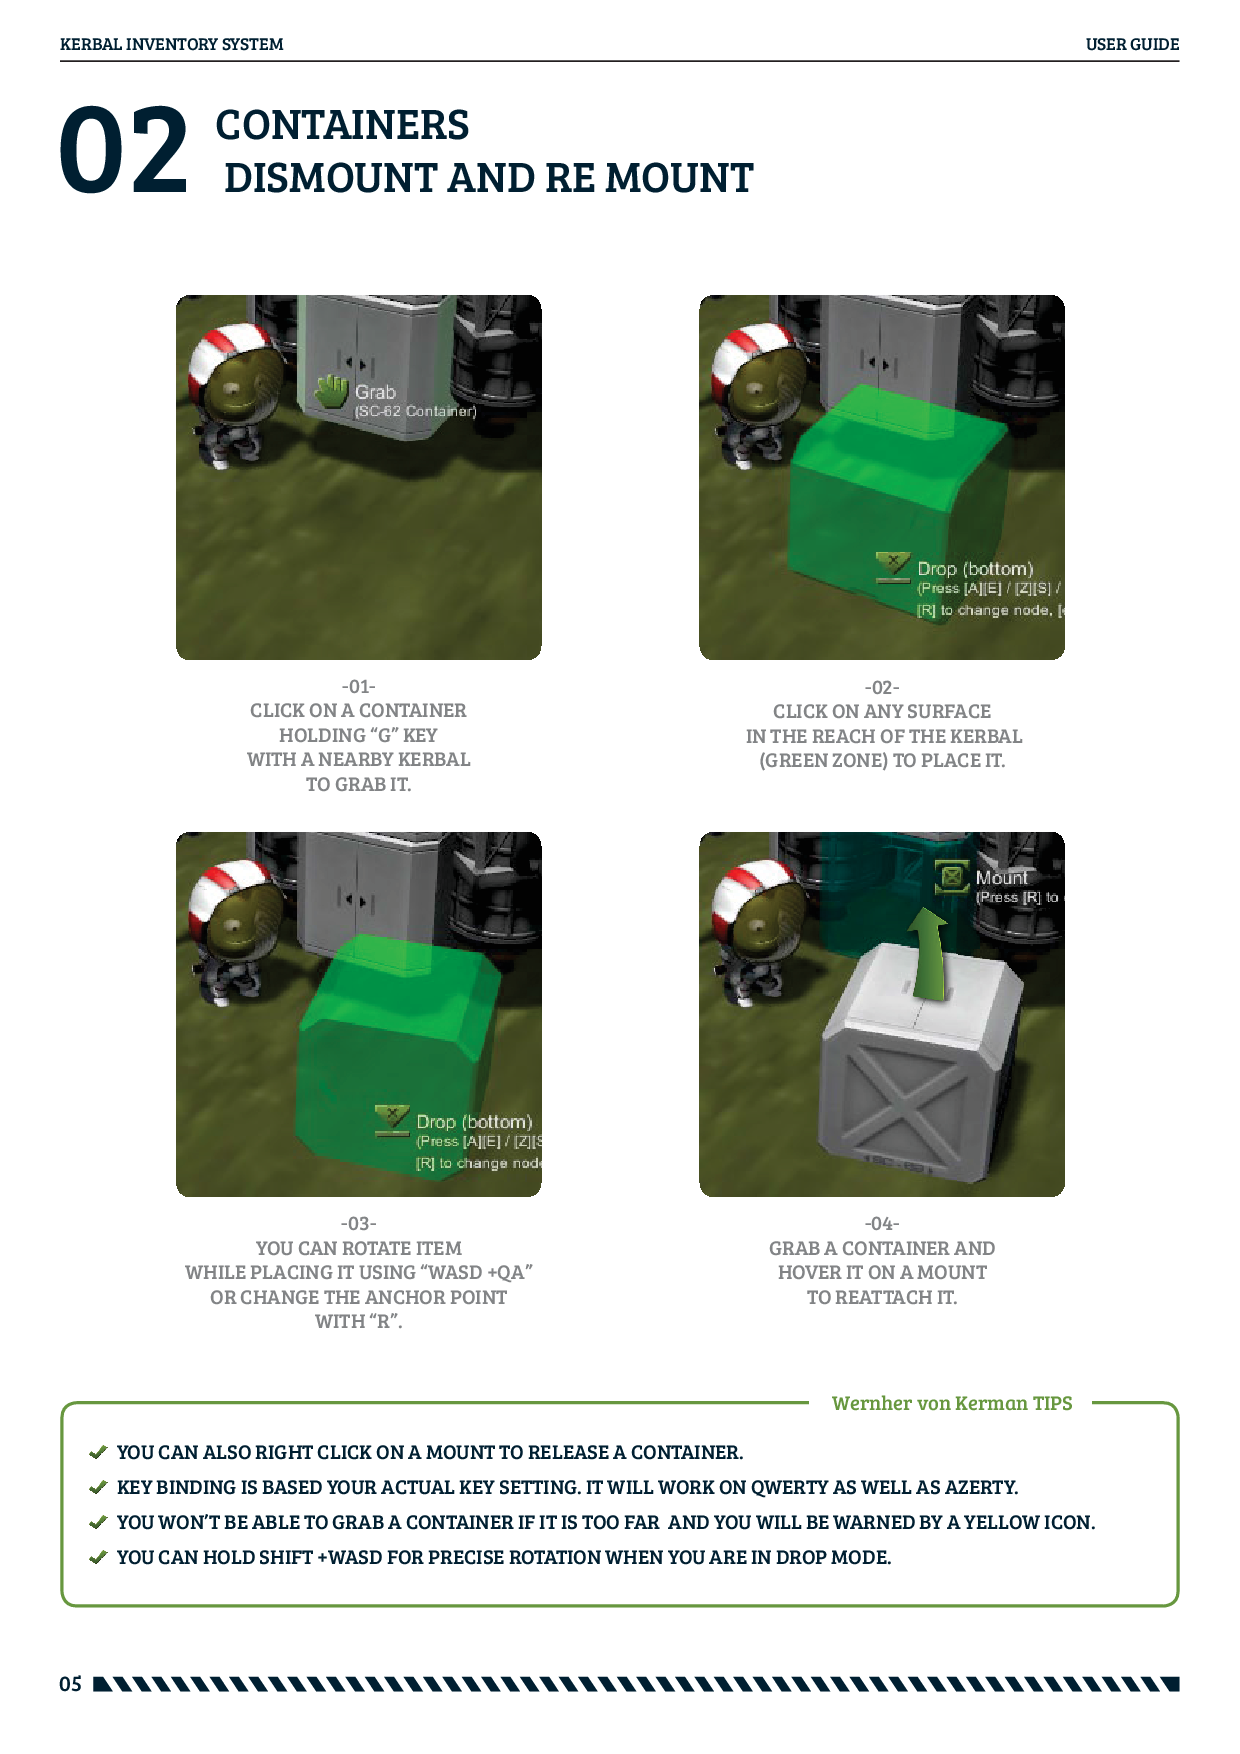 KERBAL INVENTORY SYSTEM
USER GUIDE
02
CONTAINERS
DISMOUNT AND RE MOUNT
Grab
(SC-62 Container)
Drop (bottom)
(Press [A][E] / [Z][S] /
[R] to change node,
-01-
CLICK ON A CONTAINER
HOLDING “G” KEY
WITH A NEARBY KERBAL
TO GRAB IT.
-02-
CLICK ON ANY SURFACE
IN THE REACH OF THE KERBAL
(GREEN ZONE) TO PLACE IT.
Drop (bottom)
(Press [A][E] / [Z][S
[R] to change node
Mount
(Press [R] to
-03-
YOU CAN ROTATE ITEM
WHILE PLACING IT USING “WASD +QA”
OR CHANGE THE ANCHOR POINT
WITH “R”.
-04-
GRAB A CONTAINER AND
HOVER IT ON A MOUNT
TO REATTACH IT.
Wernher von Kerman TIPS
YOU CAN ALSO RIGHT CLICK ON A MOUNT TO RELEASE A CONTAINER.
KEY BINDING IS BASED YOUR ACTUAL KEY SETTING. IT WILL WORK ON QWERTY AS WELL AS AZERTY.
YOU WON’T BE ABLE TO GRAB A CONTAINER IF IT IS TOO FAR AND YOU WILL BE WARNED BY A YELLOW ICON.
YOU CAN HOLD SHIFT +WASD FOR PRECISE ROTATION WHEN YOU ARE IN DROP MODE.
05